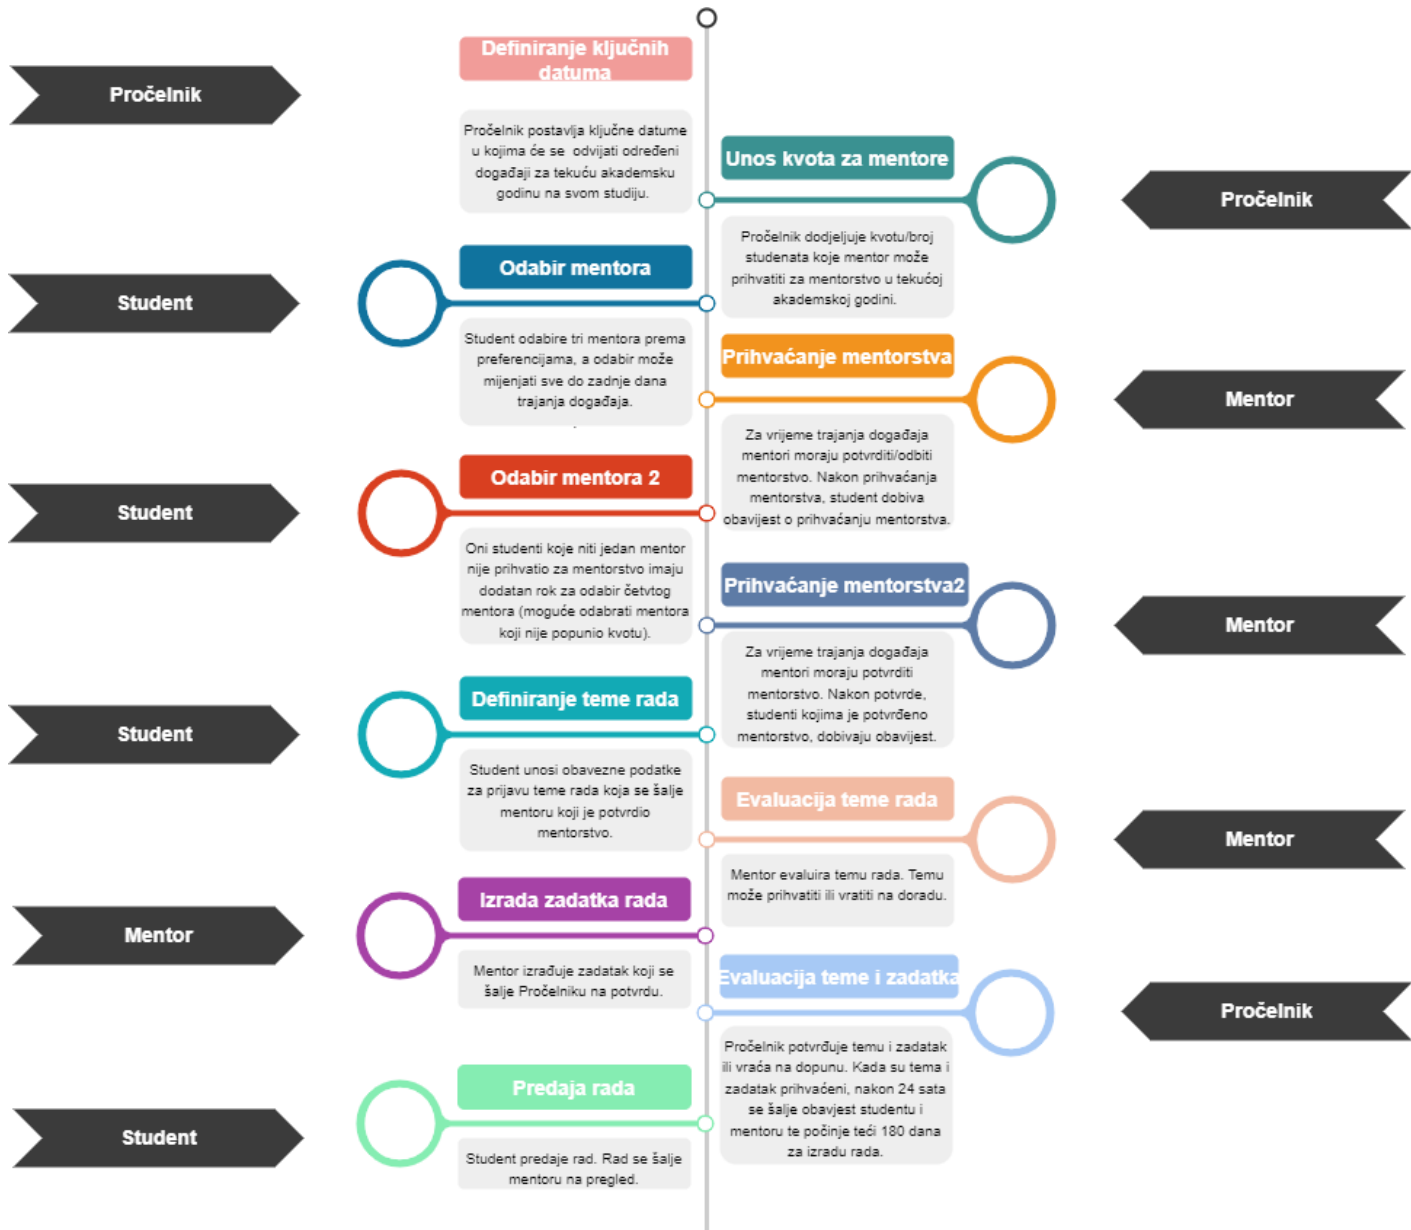 Pročelnik
Definiranje ključnih
datuma
Pročelnik postavlja ključne datume
u kojima će se odvijati određeni
događaji za tekuću akademsku
godinu na svom studiju.
Unos kvota za mentore
Pročelnik
Pročelnik dodjeljuje kvotu/broj
studenata koje mentor može
prihvatiti za mentorstvo u tekućoj
akademskoj godini.
Student
Odabir mentora
Student odabire tri mentora prema
preferencijama, a odabir može
mijenjati sve do zadnje dana
trajanja događaja.
.
Prihvaćanje mentorstva
Mentor
Za vrijeme trajanja događaja
mentori moraju potvrditi/odbiti
mentorstvo. Nakon prihvaćanja
mentorstva, student dobiva
obavijest o prihvaćanju mentorstva.
Student
Odabir mentora 2
Oni studenti koje niti jedan mentor
nije prihvatio za mentorstvo imaju
dodatan rok za odabir četvtog
mentora (moguće odabrati mentora
koji nije popunio kvotu).
Prihvaćanje mentorstva2
Mentor
Za vrijeme trajanja događaja
mentori moraju potvrditi
mentorstvo. Nakon potvrde,
studenti kojima je potvrđeno
mentorstvo, dobivaju obavijest.
Student
Definiranje teme rada
Student unosi obavezne podatke
za prijavu teme rada koja se šalje
mentoru koji je potvrdio
mentorstvo.
Evaluacija teme rada
Mentor
Mentor evaluira temu rada. Temu
može prihvatiti ili vratiti na doradu.
Mentor
Izrada zadatka rada
Mentor izrađuje zadatak koji se
šalje Pročelniku na potvrdu.
Evaluacija teme i zadatka
Pročelnik
Pročelnik potvrđuje temu i zadatak
ili vraća na dopunu. Kada su tema i
zadatak prihvaćeni, nakon 24 sata
se šalje obavjest studentu i
mentoru te počinje teći 180 dana
za izradu rada.
Student
Predaja rada
Student predaje rad. Rad se šalje
mentoru na pregled.